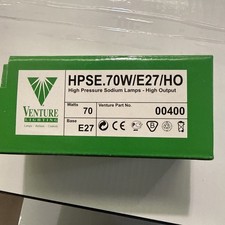 HPSE.70W/E27/HO
High Pressure Sodium Lamps - High Output
Watts
70
Venture Part No.
00400
Base
E27
VENTURE
LIGHTING